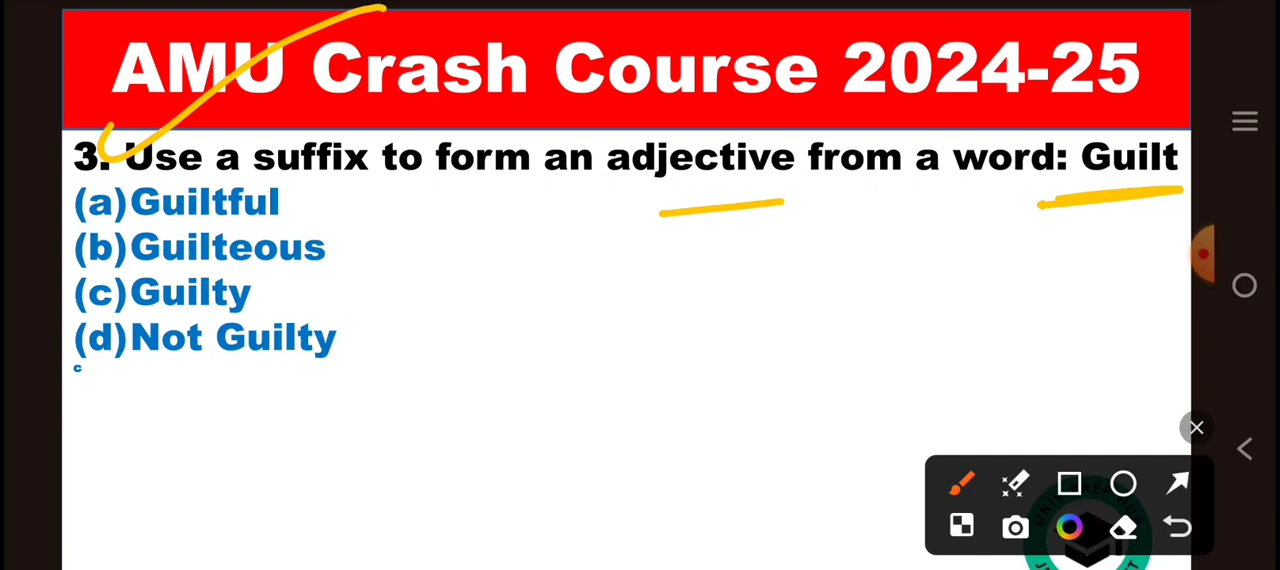 AMU Crash Course 2024-25
3. Use a suffix to form an adjective from a word: Guilt
(a)Guiltful
(b)Guilteous
(c)Guilty
(d)Not Guilty
c